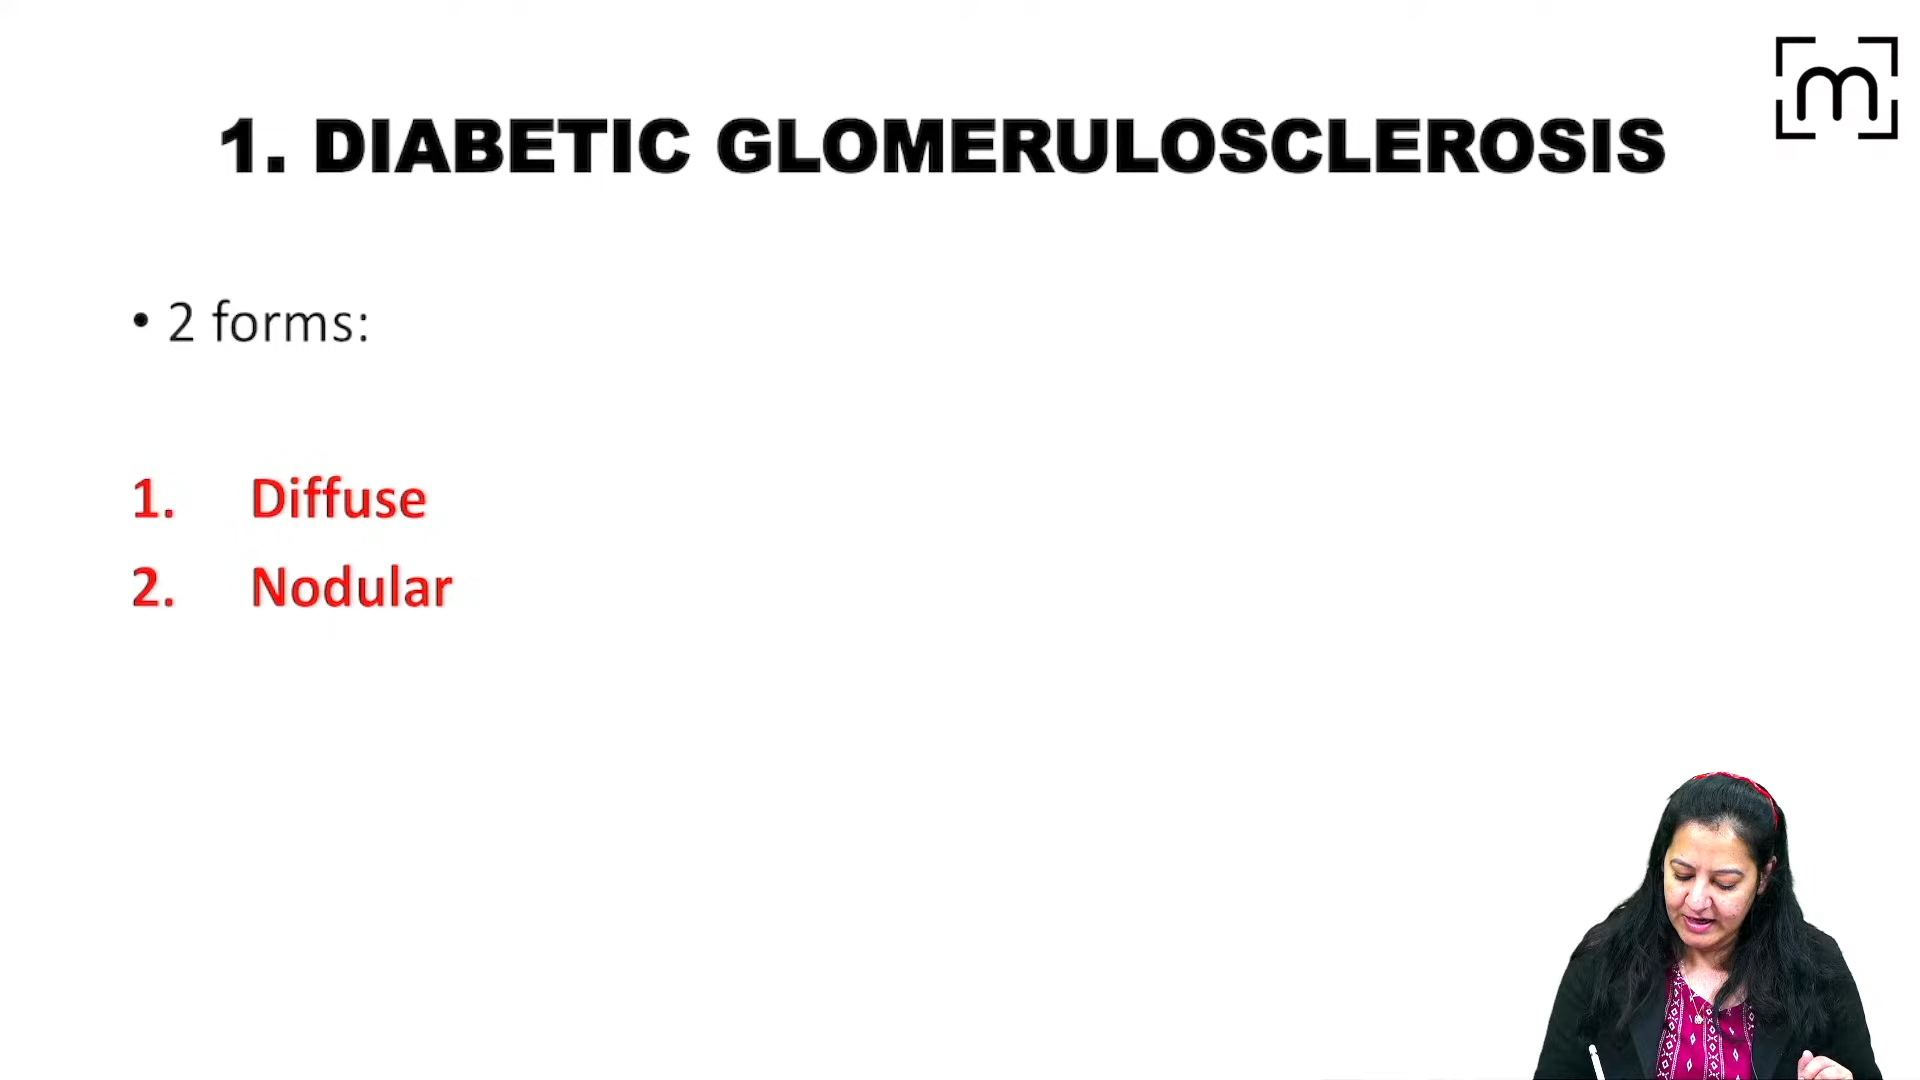 m
1. DIABETIC GLOMERULOSCLEROSIS
• 2 forms:
1. Diffuse
2. Nodular